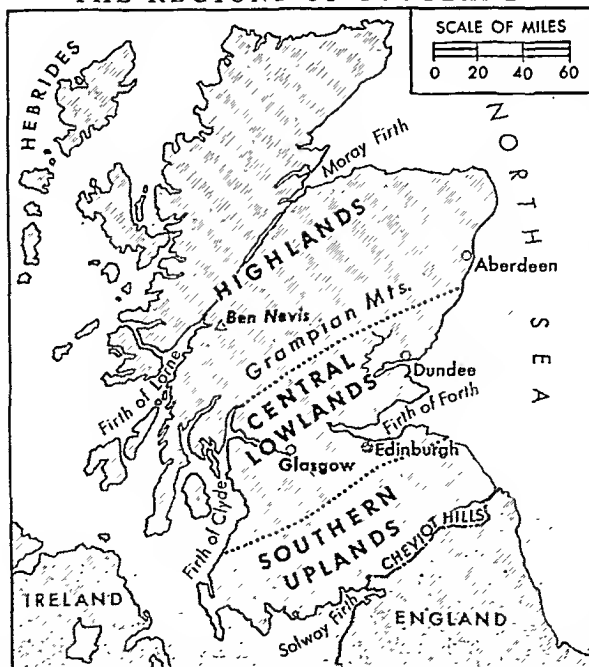 SCALE OF MILES
0 20 40 60
HEBRIDES
NORTH SEA
Moray Firth
HIGHLANDS
Aberdeen
Ben Nevis
Grampian Mts.
Firth of Lorne
CENTRAL
LOWLANDS
Dundee
Firth of Forth
Edinburgh
Glasgow
Firth of Clyde
SOUTHERN
UPLANDS
CHEVIOT HILLS
IRELAND
Solway Firth
ENGLAND